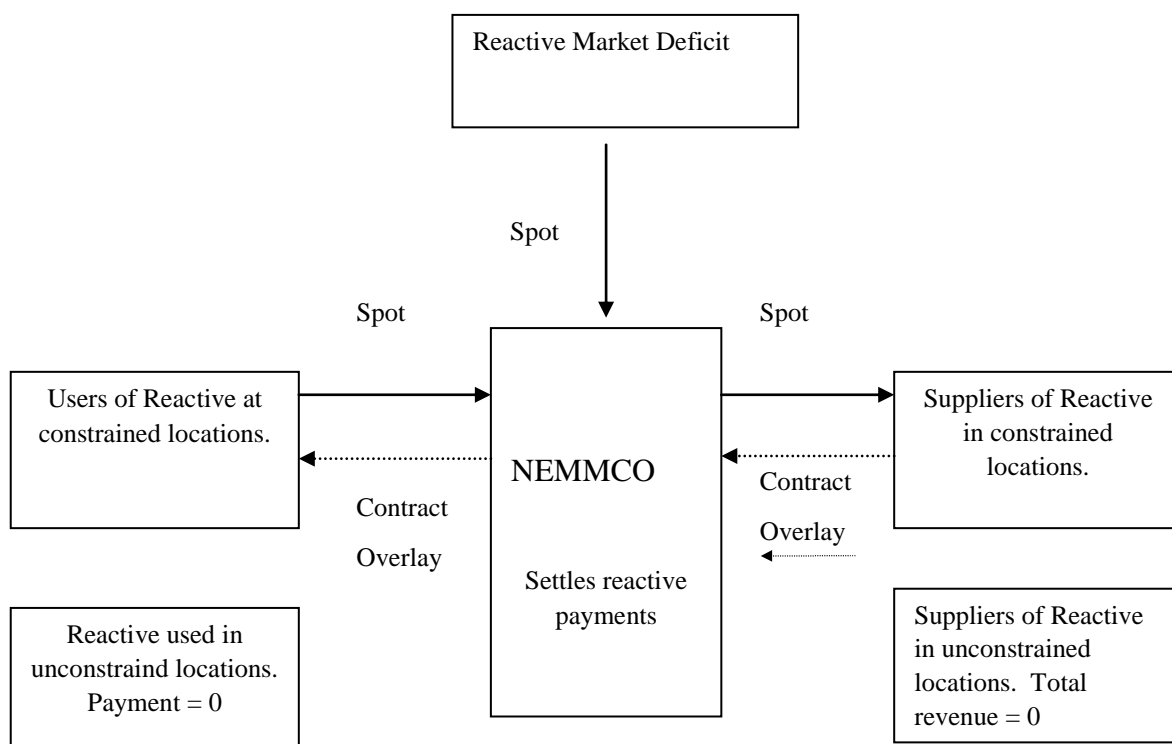 Reactive Market Deficit
Spot
Spot
Spot
Users of Reactive at
constrained locations.
Suppliers of Reactive
in constrained
locations.
NEMMCO
Contract
Overlay
Contract
Overlay
Settles reactive
payments
Reactive used in
unconstraind locations.
Payment = 0
Suppliers of Reactive
in unconstrained
locations.  Total
revenue = 0